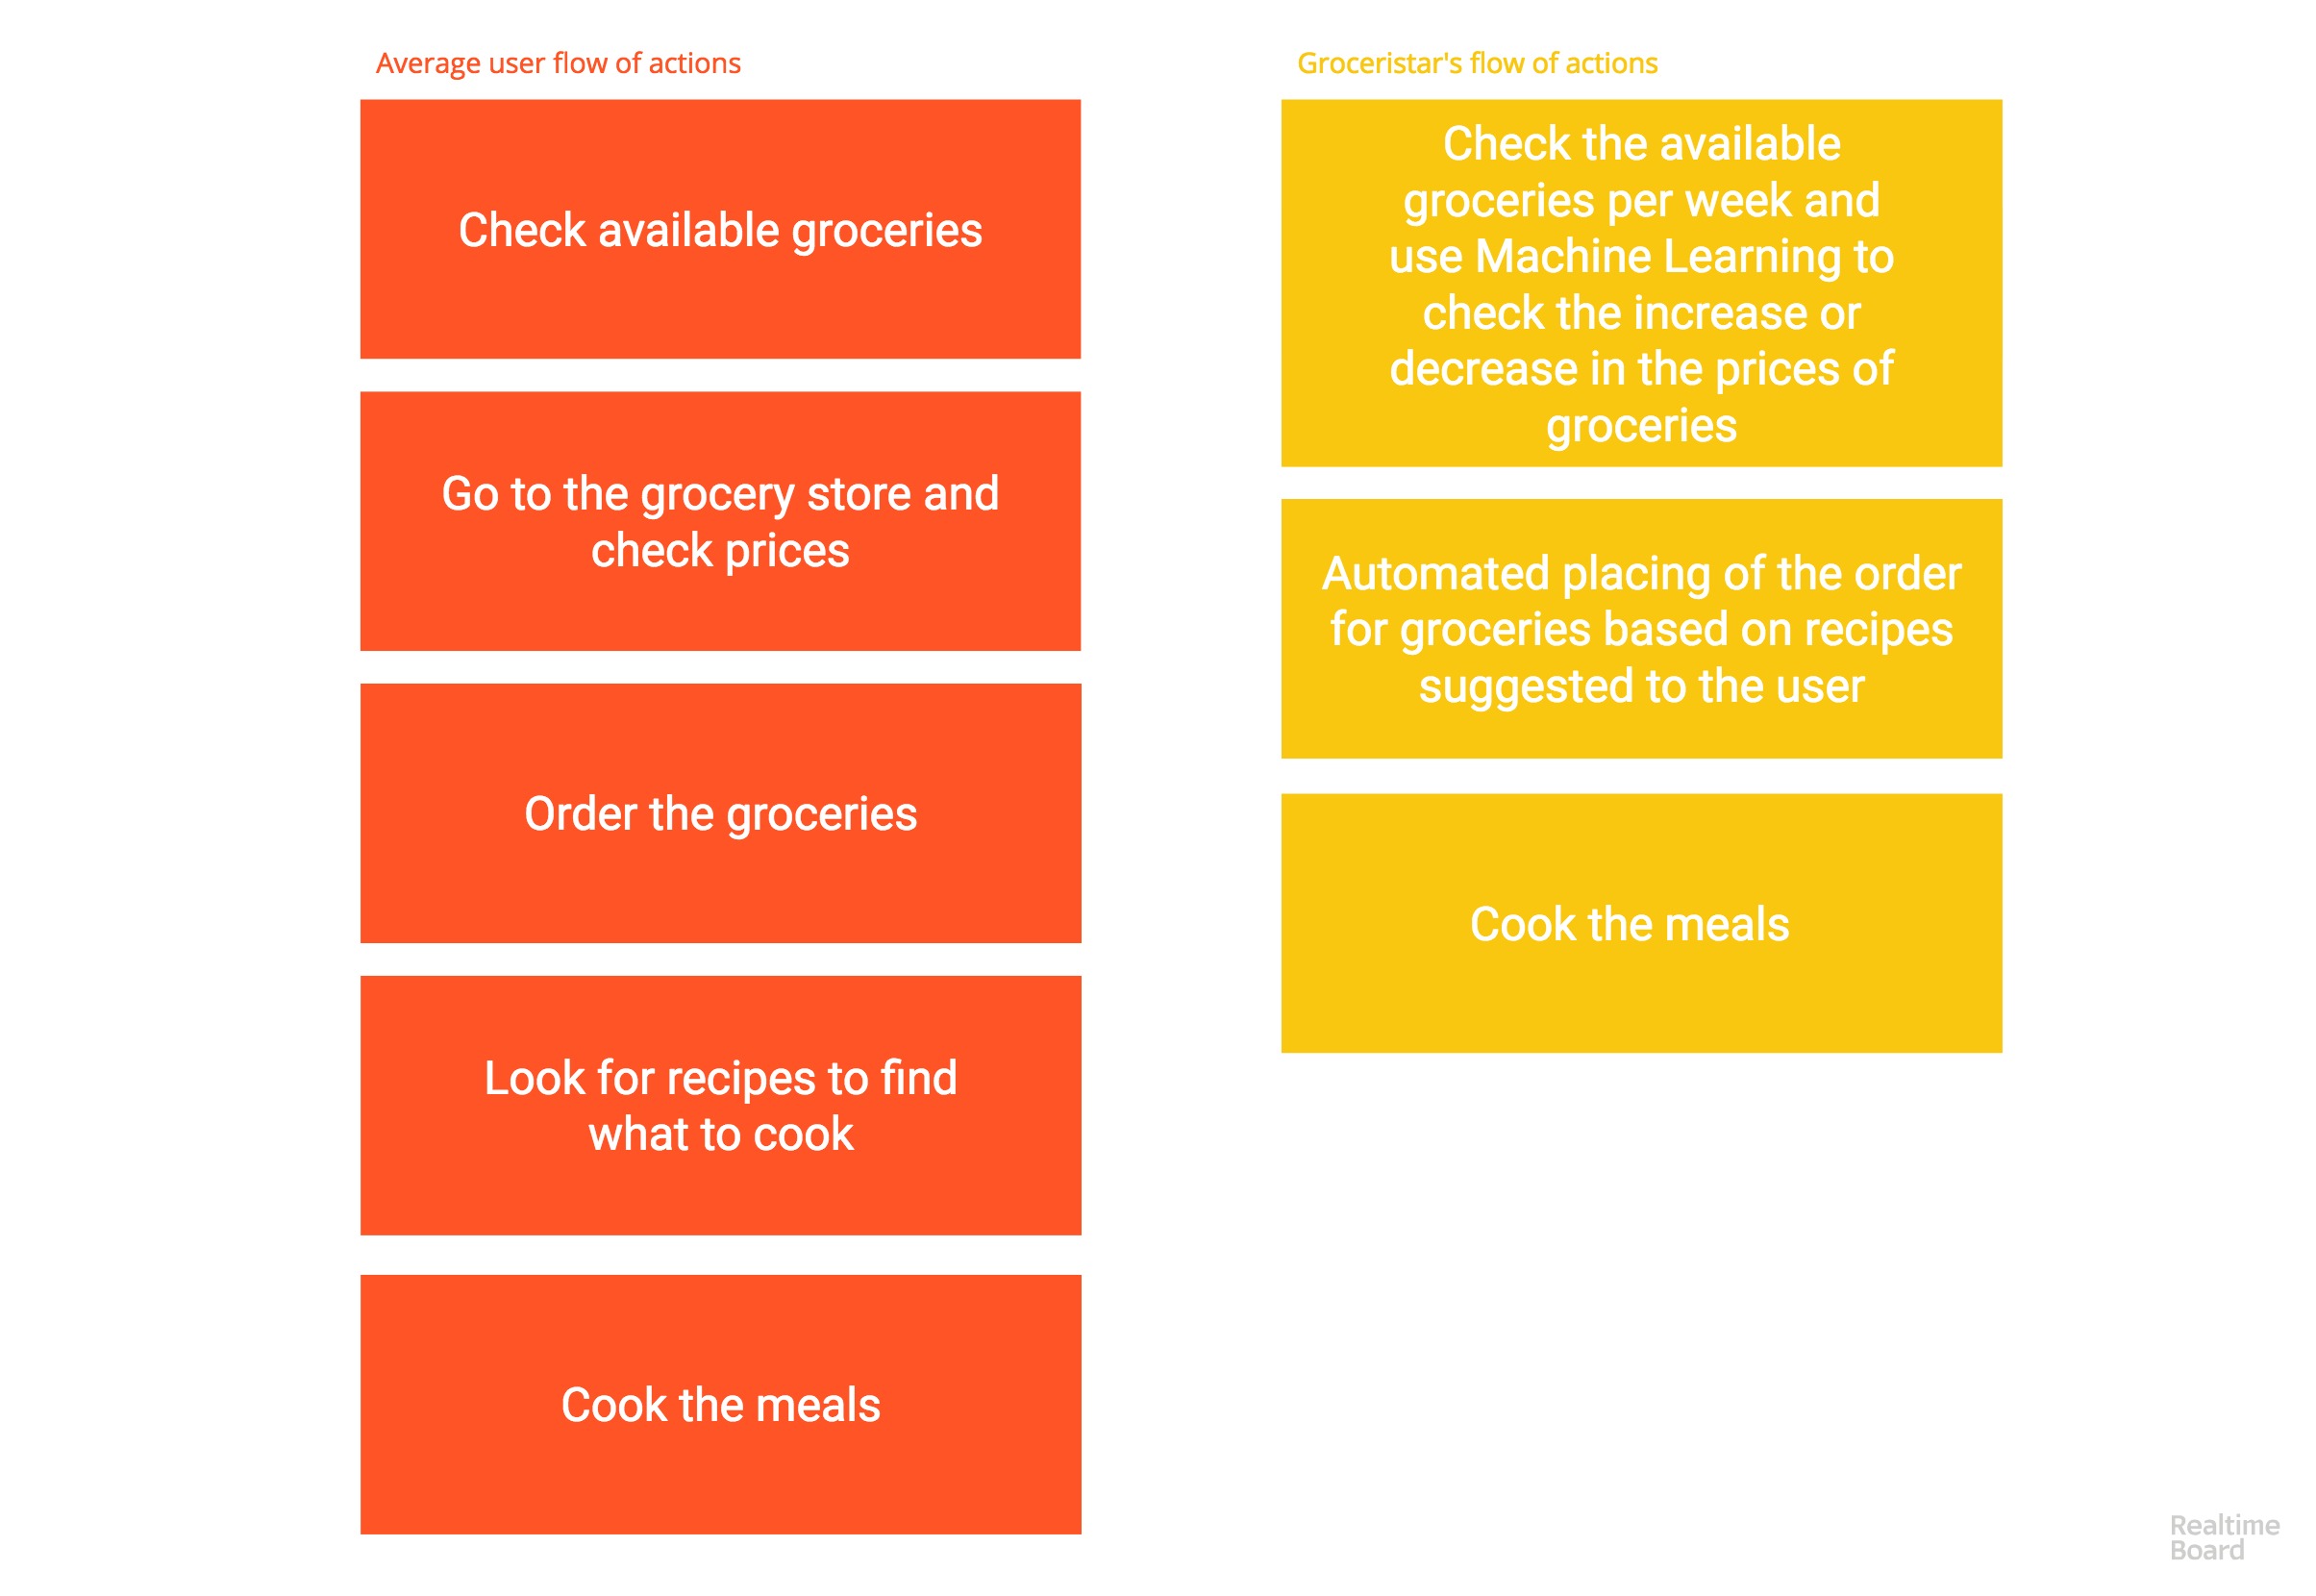 Average user flow of actions
Check available groceries
Go to the grocery store and
check prices
Order the groceries
Look for recipes to find
what to cook
Cook the meals
Groceristar's flow of actions
Check the available
groceries per week and
use Machine Learning to
check the increase or
decrease in the prices of
groceries
Automated placing of the order
for groceries based on recipes
suggested to the user
Cook the meals
Realtime
Board